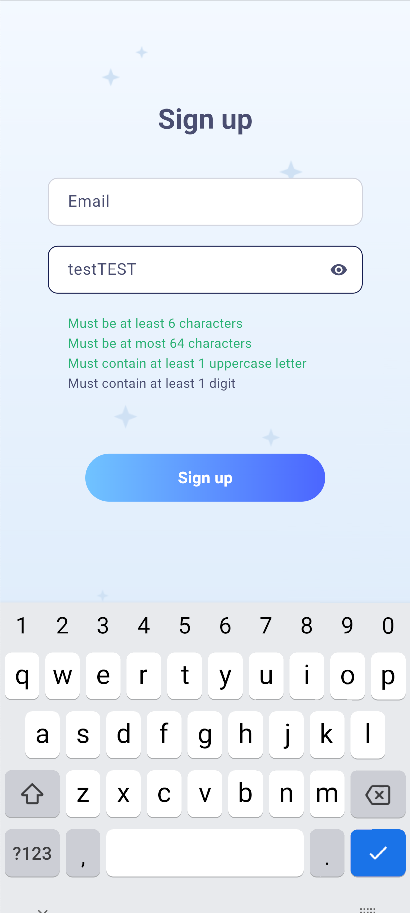 Sign up
Email
testTEST
Must be at least 6 characters
Must be at most 64 characters
Must contain at least 1 uppercase letter
Must contain at least 1 digit
Sign up
1 2 3 4 5 6 7 8 9 0
q w e r t y u i o p
a s d f g h j k l
z x c v b n m
?123 , .